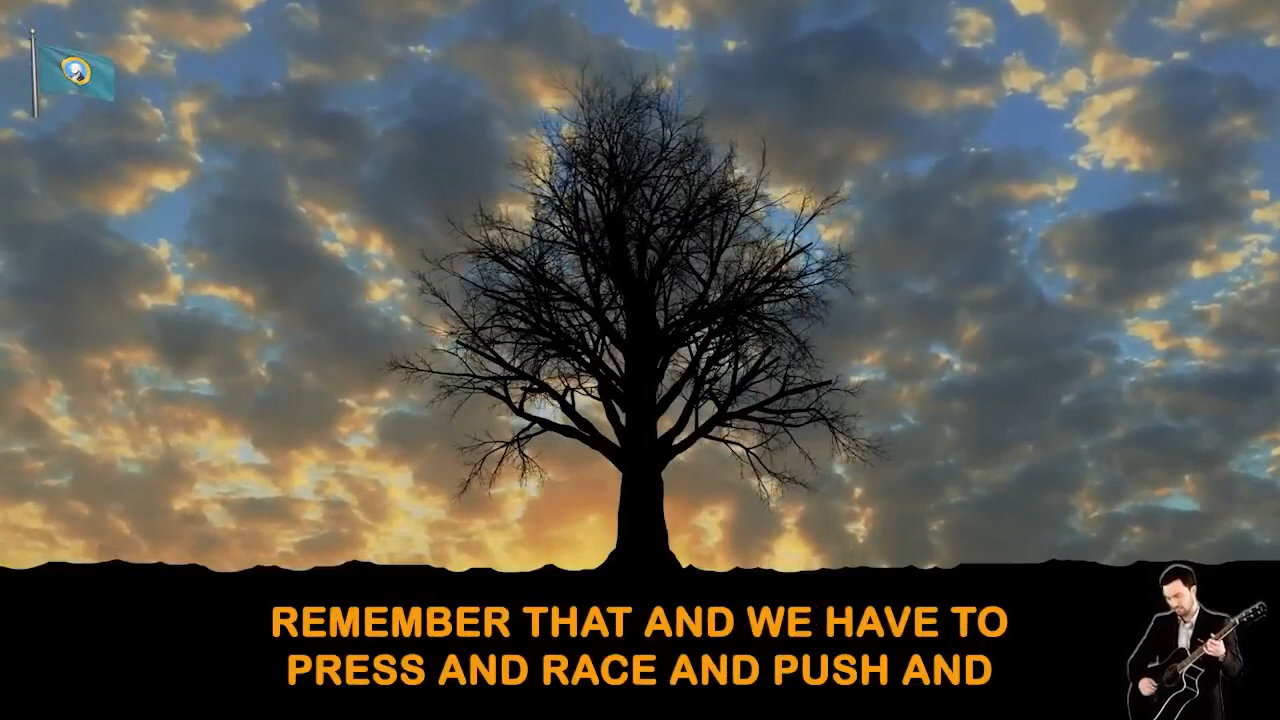 REMEMBER THAT AND WE HAVE TO
PRESS AND RACE AND PUSH AND